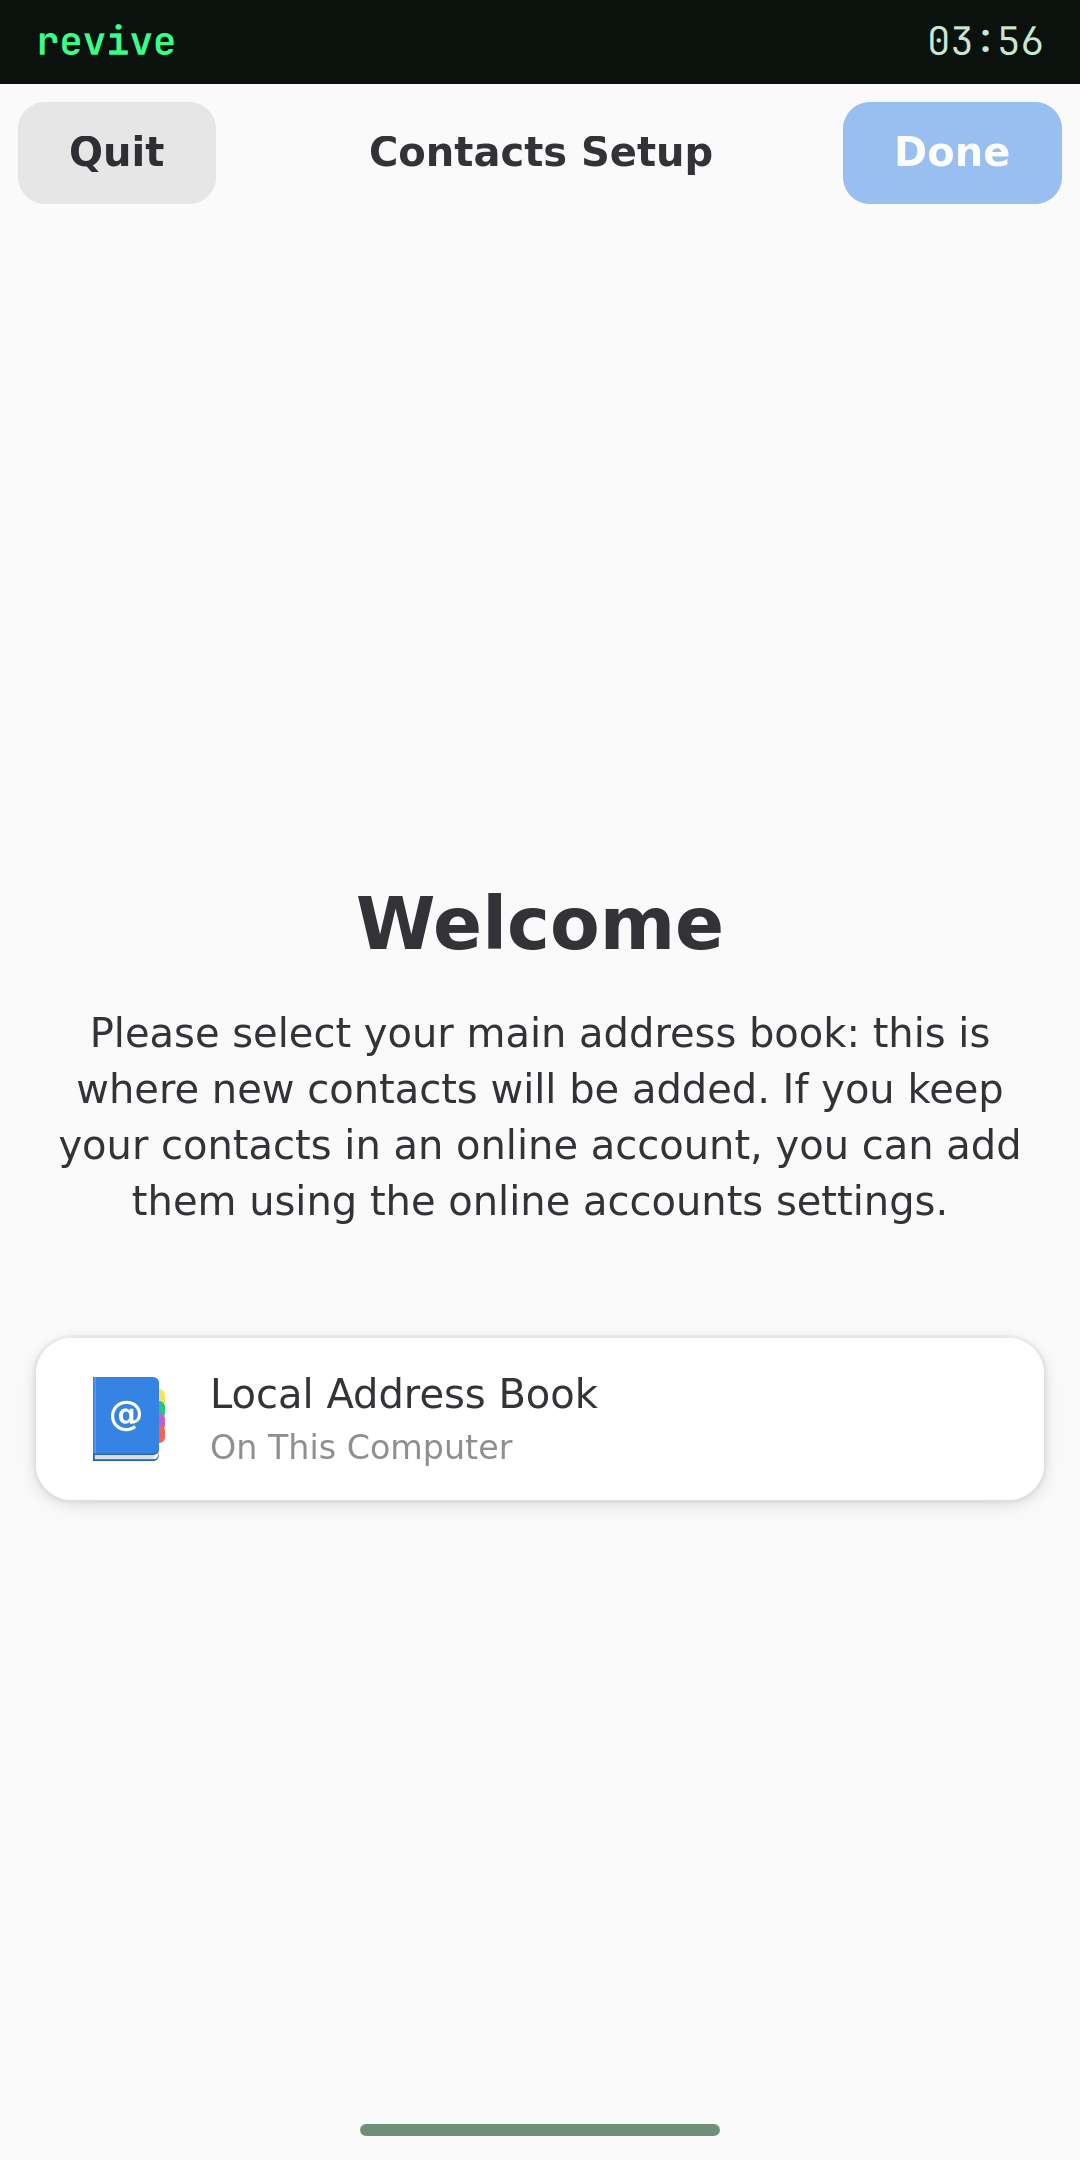 revive
03:56
Quit
Contacts Setup
Done
Welcome
Please select your main address book: this is
where new contacts will be added. If you keep
your contacts in an online account, you can add
them using the online accounts settings.
@
Local Address Book
On This Computer